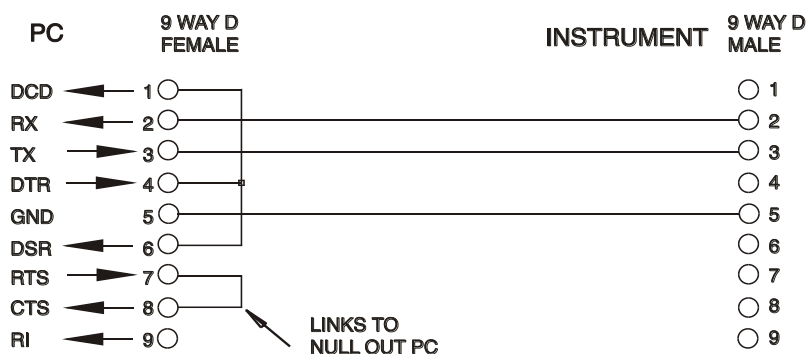 PC
9 WAY D
FEMALE
INSTRUMENT
9 WAY D
MALE
DCD 1 1
RX 2 2
TX 3 3
DTR 4 4
GND 5 5
DSR 6 6
RTS 7 7
CTS 8 8
RI 9 9
LINKS TO
NULL OUT PC